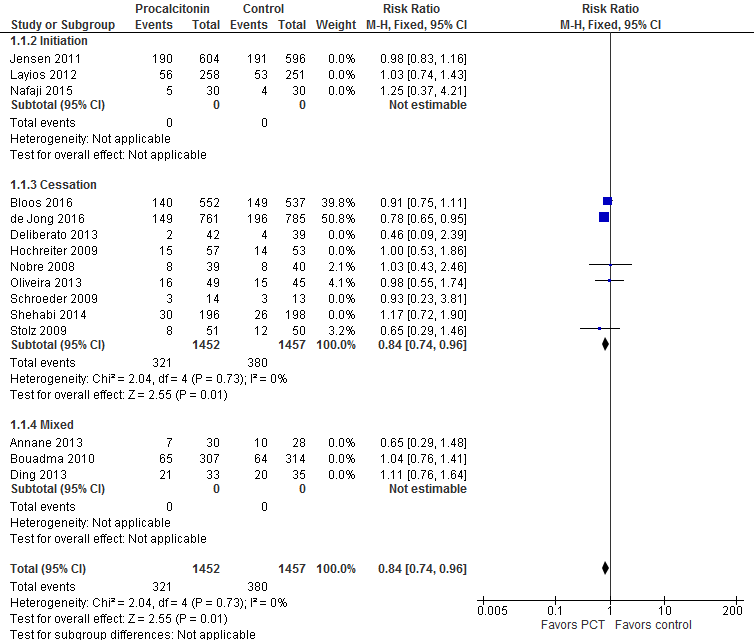 Procalcitonin Control Risk Ratio Risk Ratio
Study or Subgroup Events Total Events Total Weight M-H, Fixed, 95% CI M-H, Fixed, 95% CI
1.1.2 Initiation
Jensen 2011 190 604 191 596 0.0% 0.98 [0.83, 1.16]
Layios 2012 56 258 53 251 0.0% 1.03 [0.74, 1.43]
Nafaji 2015 5 30 4 30 0.0% 1.25 [0.37, 4.21]
Subtotal (95% CI) 0 0 Not estimable
Total events 0 0
Heterogeneity: Not applicable
Test for overall effect: Not applicable
1.1.3 Cessation
Bloos 2016 140 552 149 537 39.8% 0.91 [0.75, 1.11]
de Jong 2016 149 761 196 785 50.8% 0.78 [0.65, 0.95]
Deliberato 2013 2 42 4 39 0.0% 0.46 [0.09, 2.39]
Hochreiter 2009 15 57 14 53 0.0% 1.00 [0.53, 1.86]
Nobre 2008 8 39 8 40 2.1% 1.03 [0.43, 2.46]
Oliveira 2013 16 49 15 45 4.1% 0.98 [0.55, 1.74]
Schroeder 2009 3 14 3 13 0.0% 0.93 [0.23, 3.81]
Shehabi 2014 30 196 26 198 0.0% 1.17 [0.72, 1.90]
Stolz 2009 8 51 12 50 3.2% 0.65 [0.29, 1.46]
Subtotal (95% CI) 1452 1457 100.0% 0.84 [0.74, 0.96]
Total events 321 380
Heterogeneity: Chi² = 2.04, df = 4 (P = 0.73); I² = 0%
Test for overall effect: Z = 2.55 (P = 0.01)
1.1.4 Mixed
Annane 2013 7 30 10 28 0.0% 0.65 [0.29, 1.48]
Bouadma 2010 65 307 64 314 0.0% 1.04 [0.76, 1.41]
Ding 2013 21 33 20 35 0.0% 1.11 [0.76, 1.64]
Subtotal (95% CI) 0 0 Not estimable
Total events 0 0
Heterogeneity: Not applicable
Test for overall effect: Not applicable
Total (95% CI) 1452 1457 100.0% 0.84 [0.74, 0.96]
Total events 321 380
Heterogeneity: Chi² = 2.04, df = 4 (P = 0.73); I² = 0%
Test for overall effect: Z = 2.55 (P = 0.01)
Test for subgroup differences: Not applicable
0.005 0.1 1 10 200
Favors PCT Favors control